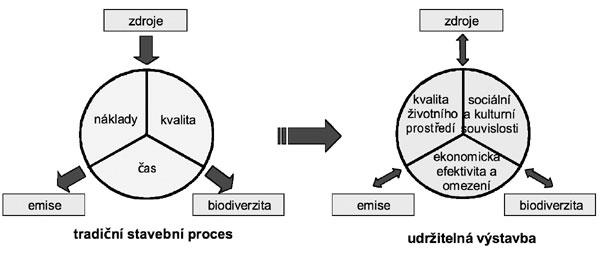 zdroje
náklady
kvalita
čas
emise
biodiverzita
tradiční stavební proces
zdroje
kvalita
životního
prostředí
sociální
a kulturní
souvislosti
ekonomická
efektivita a
omezení
emise
biodiverzita
udržitelná výstavba